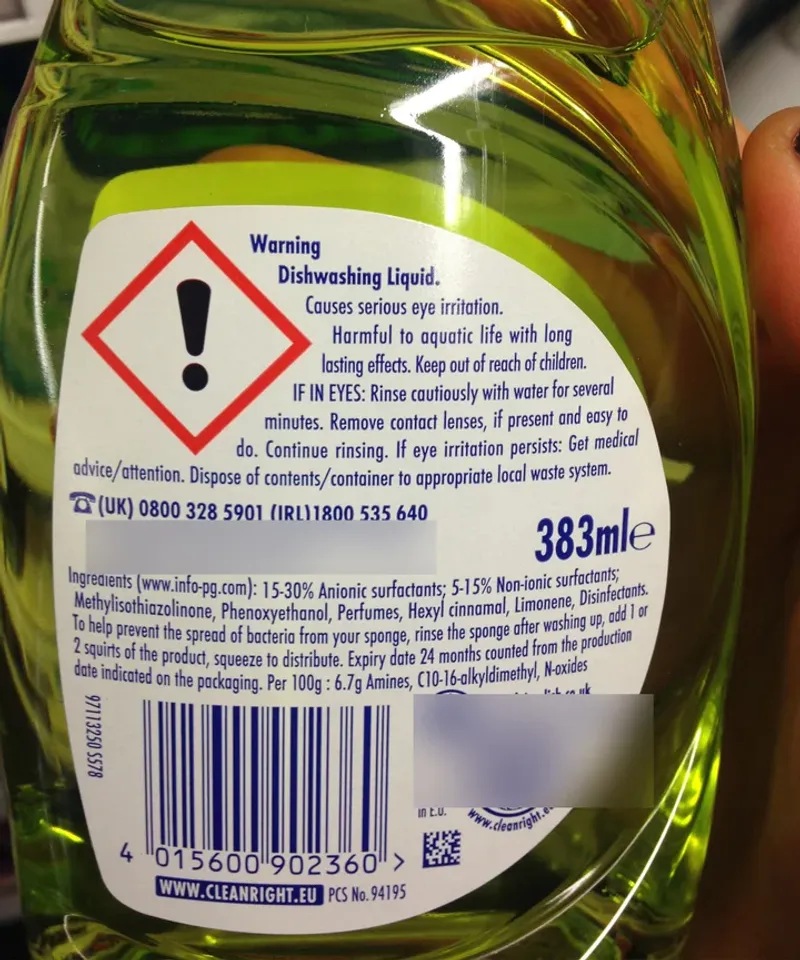 Warning
Dishwashing Liquid.
Causes serious eye irritation.
Harmful to aquatic life with long
lasting effects. Keep out of reach of children.
IF IN EYES: Rinse cautiously with water for several
minutes. Remove contact lenses, if present and easy to
do. Continue rinsing. If eye irritation persists: Get medical
advice/attention. Dispose of contents/container to appropriate local waste system.
☎(UK) 0800 328 5901 (IRL)1800 535 640
383ml℮
Ingredients (www.info-pg.com): 15-30% Anionic surfactants; 5-15% Non-ionic surfactants;
Methylisothiazolinone, Phenoxyethanol, Perfumes, Hexyl cinnamal, Limonene, Disinfectants.
To help prevent the spread of bacteria from your sponge, rinse the sponge after washing up, add 1 or
2 squirts of the product, squeeze to distribute. Expiry date 24 months counted from the production
date indicated on the packaging. Per 100g : 6.7g Amines, C10-16-alkyldimethyl, N-oxides
97113250 5578
in E.U.
www.cleanright.eu
4 015600 902360 >
WWW.CLEANRIGHT.EU PCS No. 94195